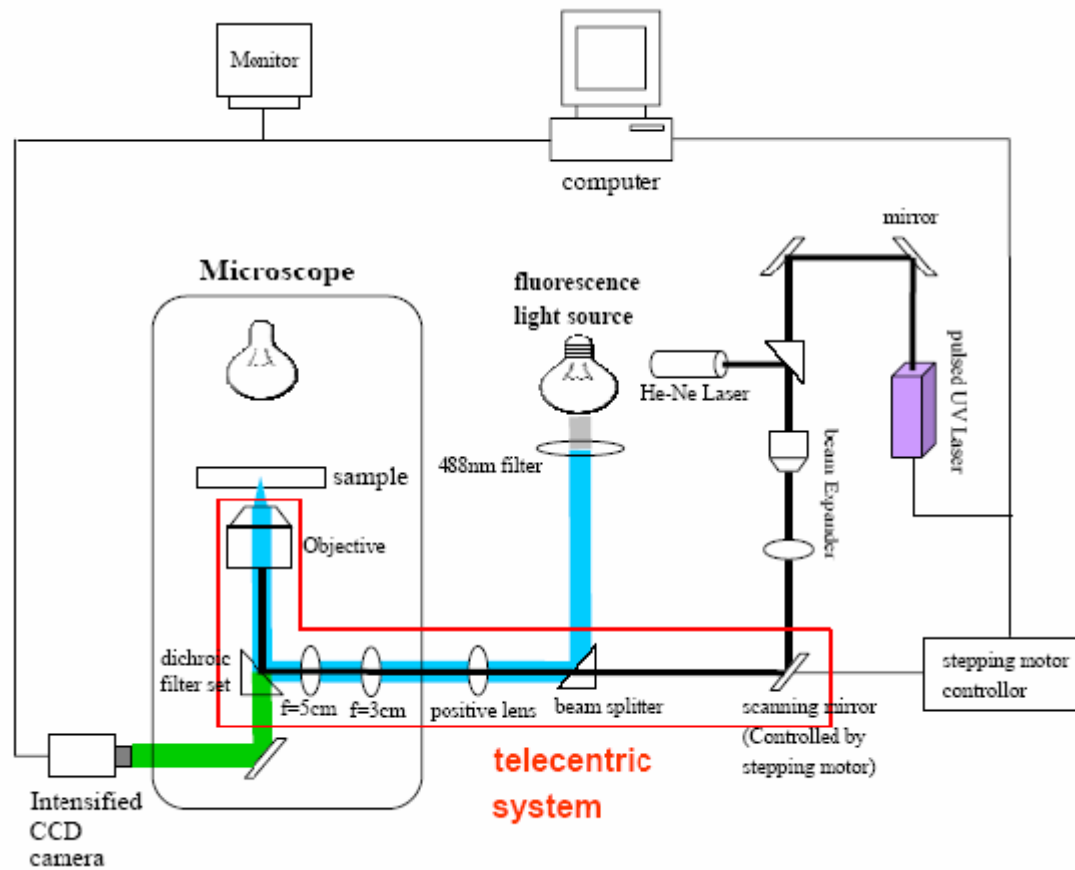 Monitor
computer
mirror
Microscope
fluorescence
light source
He-Ne Laser
pulsed UV Laser
488nm filter
beam Expander
sample
Objective
dichroic
filter set
f=5cm
f=3cm
positive lens
beam splitter
scanning mirror
(Controlled by
stepping motor)
stepping motor
controllor
telecentric
system
Intensified
CCD
camera